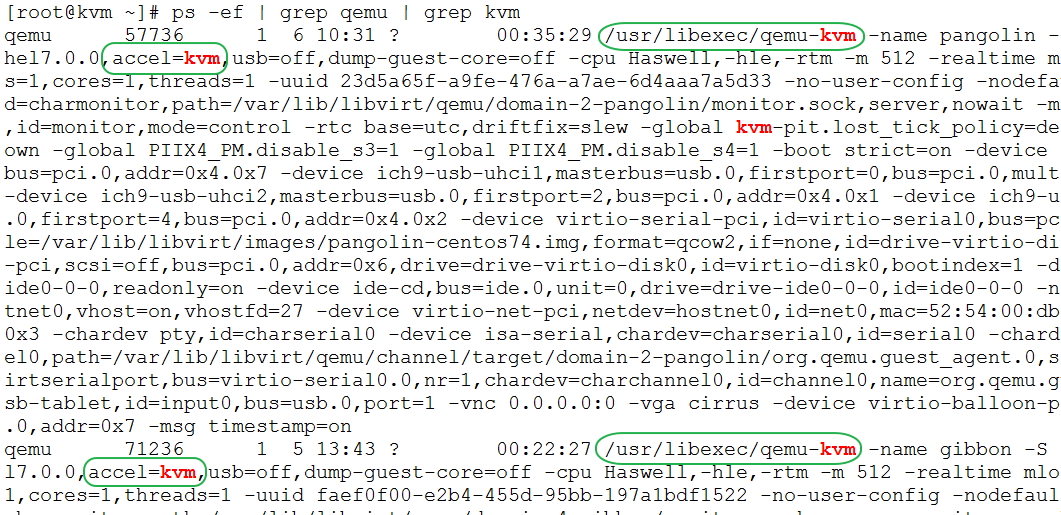 [root@kvm ~]# ps -ef | grep qemu | grep kvm
qemu 57736 1 6 10:31 ? 00:35:29 /usr/libexec/qemu-kvm -name pangolin -
hel7.0.0,accel=kvm,usb=off,dump-guest-core=off -cpu Haswell,-hle,-rtm -m 512 -realtime m
s=1,cores=1,threads=1 -uuid 23d5a65f-a9fe-476a-a7ae-6d4aaa7a5d33 -no-user-config -nodefa
d=charmonitor,path=/var/lib/libvirt/qemu/domain-2-pangolin/monitor.sock,server,nowait -m
,id=monitor,mode=control -rtc base=utc,driftfix=slew -global kvm-pit.lost_tick_policy=de
own -global PIIX4_PM.disable_s3=1 -global PIIX4_PM.disable_s4=1 -boot strict=on -device
bus=pci.0,addr=0x4.0x7 -device ich9-usb-uhci1,masterbus=usb.0,firstport=0,bus=pci.0,mult
-device ich9-usb-uhci2,masterbus=usb.0,firstport=2,bus=pci.0,addr=0x4.0x1 -device ich9-u
.0,firstport=4,bus=pci.0,addr=0x4.0x2 -device virtio-serial-pci,id=virtio-serial0,bus=pc
le=/var/lib/libvirt/images/pangolin-centos74.img,format=qcow2,if=none,id=drive-virtio-di
-pci,scsi=off,bus=pci.0,addr=0x6,drive=drive-virtio-disk0,id=virtio-disk0,bootindex=1 -d
ide0-0-0,readonly=on -device ide-cd,bus=ide.0,unit=0,drive=drive-ide0-0-0,id=ide0-0-0 -n
tnet0,vhost=on,vhostfd=27 -device virtio-net-pci,netdev=hostnet0,id=net0,mac=52:54:00:db
0x3 -chardev pty,id=charserial0 -device isa-serial,chardev=charserial0,id=serial0 -chard
el0,path=/var/lib/libvirt/qemu/channel/target/domain-2-pangolin/org.qemu.guest_agent.0,s
irtserialport,bus=virtio-serial0.0,nr=1,chardev=charchannel0,id=channel0,name=org.qemu.g
sb-tablet,id=input0,bus=usb.0,port=1 -vnc 0.0.0.0:0 -vga cirrus -device virtio-balloon-p
.0,addr=0x7 -msg timestamp=on
qemu 71236 1 5 13:43 ? 00:22:27 /usr/libexec/qemu-kvm -name gibbon -S
l7.0.0,accel=kvm,usb=off,dump-guest-core=off -cpu Haswell,-hle,-rtm -m 512 -realtime mlo
1,cores=1,threads=1 -uuid faef0f00-e2b4-455d-95bb-197a1bdf1522 -no-user-config -nodefaul